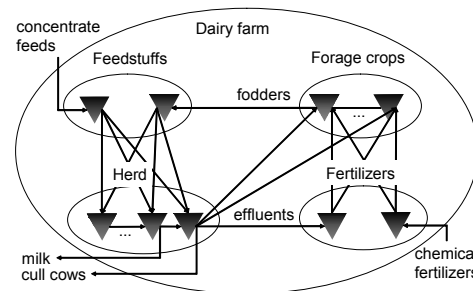 concentrate
feeds
Dairy farm
Feedstuffs
Forage crops
fodders
...
Herd
Fertilizers
...
effluents
milk
cull cows
chemical
fertilizers